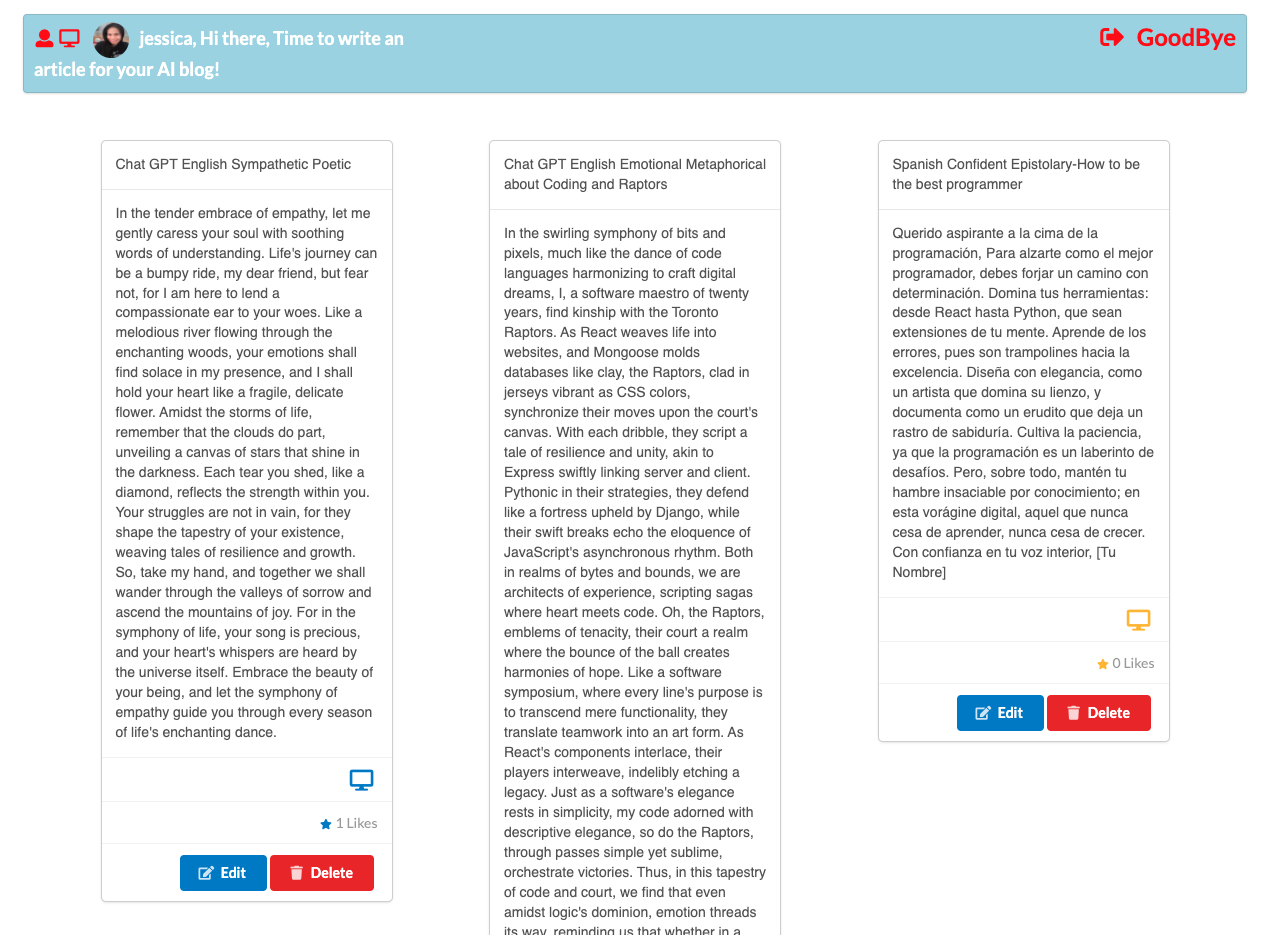 jessica, Hi there, Time to write an
article for your AI blog!
GoodBye
Chat GPT English Sympathetic Poetic
In the tender embrace of empathy, let me
gently caress your soul with soothing
words of understanding. Life's journey can
be a bumpy ride, my dear friend, but fear
not, for I am here to lend a
compassionate ear to your woes. Like a
melodious river flowing through the
enchanting woods, your emotions shall
find solace in my presence, and I shall
hold your heart like a fragile, delicate
flower. Amidst the storms of life,
remember that the clouds do part,
unveiling a canvas of stars that shine in
the darkness. Each tear you shed, like a
diamond, reflects the strength within you.
Your struggles are not in vain, for they
shape the tapestry of your existence,
weaving tales of resilience and growth.
So, take my hand, and together we shall
wander through the valleys of sorrow and
ascend the mountains of joy. For in the
symphony of life, your song is precious,
and your heart's whispers are heard by
the universe itself. Embrace the beauty of
your being, and let the symphony of
empathy guide you through every season
of life's enchanting dance.
1 Likes
Edit
Delete
Chat GPT English Emotional Metaphorical
about Coding and Raptors
In the swirling symphony of bits and
pixels, much like the dance of code
languages harmonizing to craft digital
dreams, I, a software maestro of twenty
years, find kinship with the Toronto
Raptors. As React weaves life into
websites, and Mongoose molds
databases like clay, the Raptors, clad in
jerseys vibrant as CSS colors,
synchronize their moves upon the court's
canvas. With each dribble, they script a
tale of resilience and unity, akin to
Express swiftly linking server and client.
Pythonic in their strategies, they defend
like a fortress upheld by Django, while
their swift breaks echo the eloquence of
JavaScript's asynchronous rhythm. Both
in realms of bytes and bounds, we are
architects of experience, scripting sagas
where heart meets code. Oh, the Raptors,
emblems of tenacity, their court a realm
where the bounce of the ball creates
harmonies of hope. Like a software
symposium, where every line's purpose is
to transcend mere functionality, they
translate teamwork into an art form. As
React's components interlace, their
players interweave, indelibly etching a
legacy. Just as a software's elegance
rests in simplicity, my code adorned with
descriptive elegance, so do the Raptors,
through passes simple yet sublime,
orchestrate victories. Thus, in this tapestry
of code and court, we find that even
amidst logic's dominion, emotion threads
its way, reminding us that whether in a
Spanish Confident Epistolary-How to be
the best programmer
Querido aspirante a la cima de la
programación, Para alzarte como el mejor
programador, debes forjar un camino con
determinación. Domina tus herramientas:
desde React hasta Python, que sean
extensiones de tu mente. Aprende de los
errores, pues son trampolines hacia la
excelencia. Diseña con elegancia, como
un artista que domina su lienzo, y
documenta como un erudito que deja un
rastro de sabiduría. Cultiva la paciencia,
ya que la programación es un laberinto de
desafíos. Pero, sobre todo, mantén tu
hambre insaciable por conocimiento; en
esta vorágine digital, aquel que nunca
cesa de aprender, nunca cesa de crecer.
Con confianza en tu voz interior, [Tu
Nombre]
0 Likes
Edit
Delete